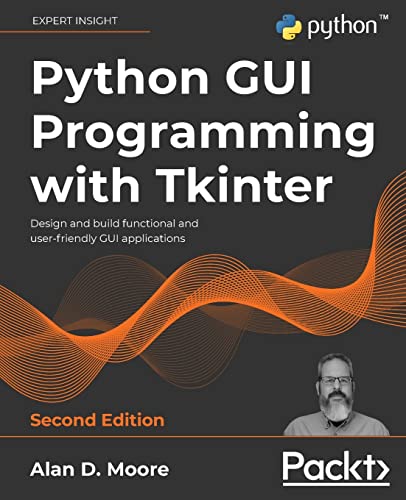 EXPERT INSIGHT
python™
Python GUI
Programming
with Tkinter
Design and build functional and
user-friendly GUI applications
Second Edition
Alan D. Moore
Packt>